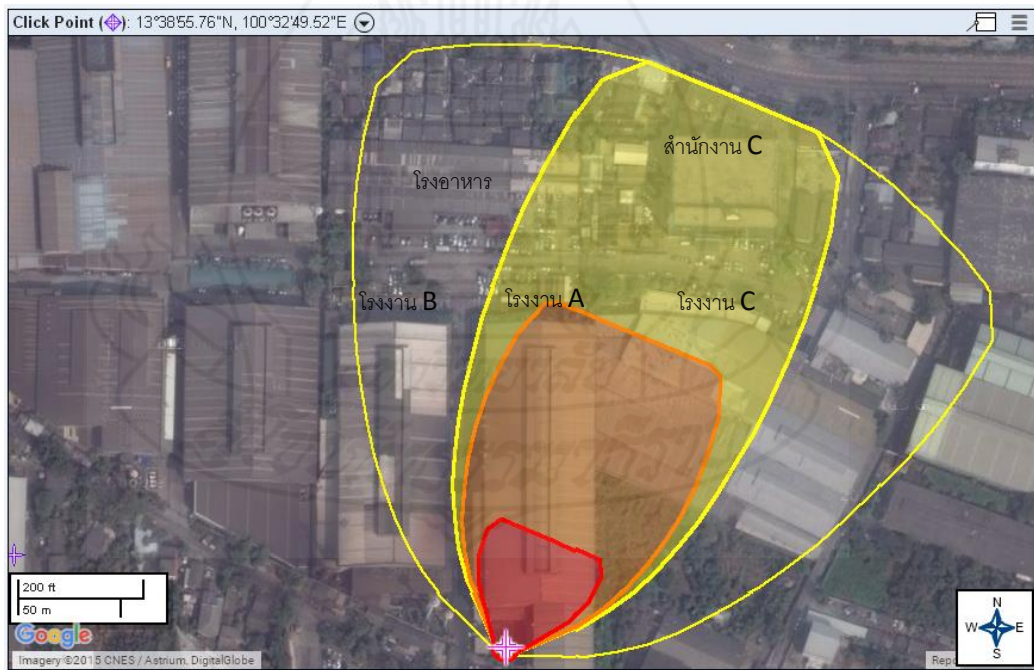 Click Point (): 13°38'55.76"N, 100°32'49.52"E
สำนักงาน C
โรงอาหาร
โรงงาน B
โรงงาน A
โรงงาน C
200 ft
50 m
Google
Imagery ©2015 CNES / Astrium, DigitalGlobe
N
W E
S